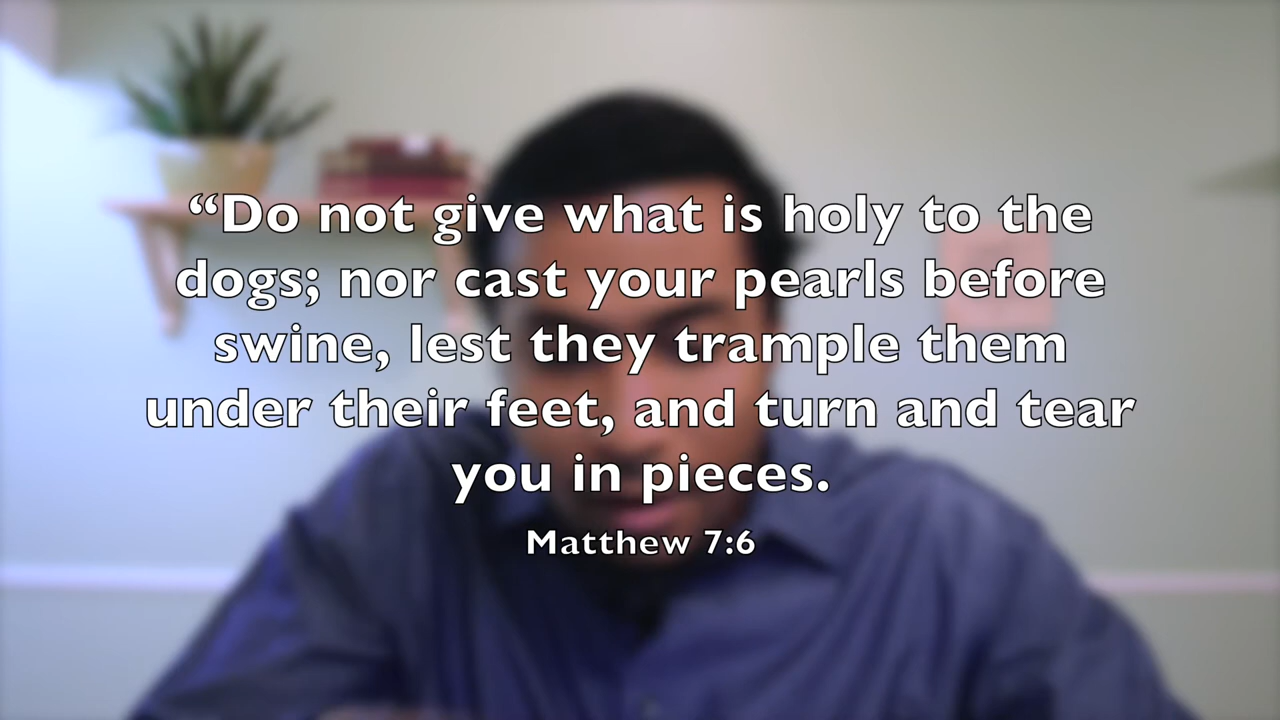 “Do not give what is holy to the
dogs; nor cast your pearls before
swine, lest they trample them
under their feet, and turn and tear
you in pieces.
Matthew 7:6